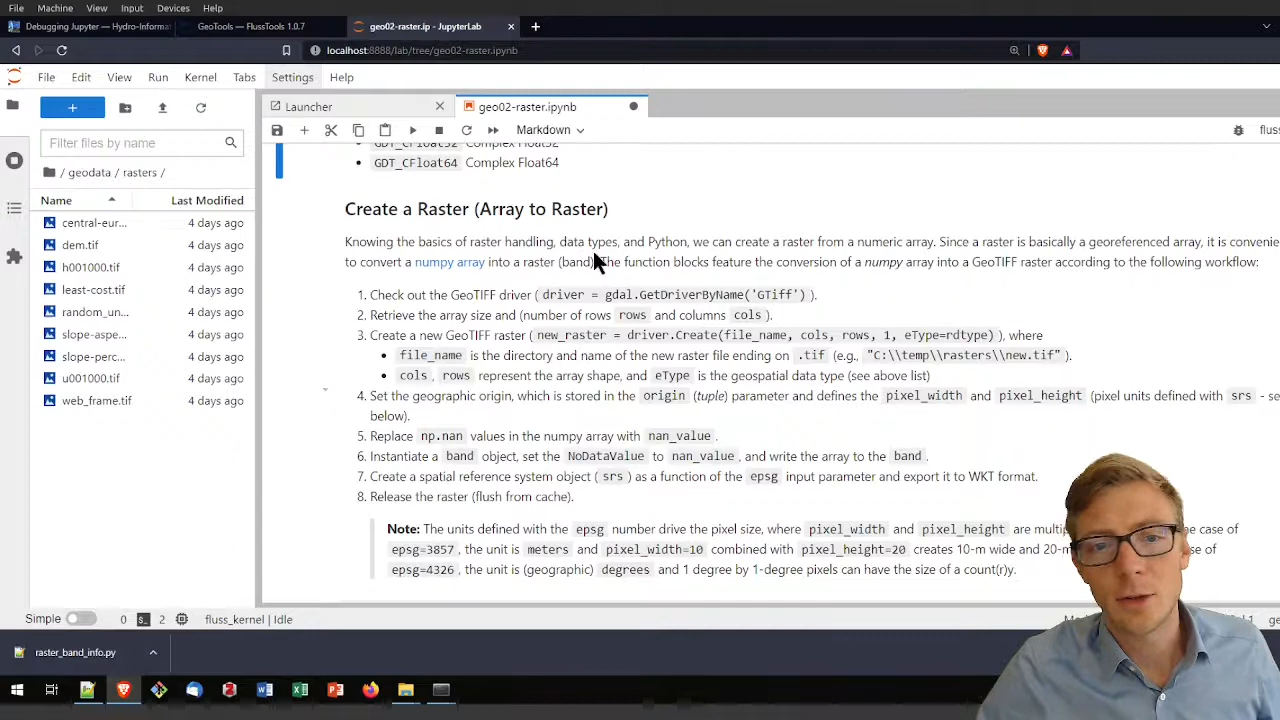 File Machine View Input Devices Help
Debugging Jupyter — Hydro-Informat
GeoTools — FlussTools 1.0.7
geo02-raster.ip - JupyterLab
localhost:8888/lab/tree/geo02-raster.ipynb
File Edit View Run Kernel Tabs Settings Help
Launcher
geo02-raster.ipynb
Markdown
fluss
Filter files by name
/ geodata / rasters /
Name Last Modified
central-eur... 4 days ago
dem.tif 4 days ago
h001000.tif 4 days ago
least-cost.tif 4 days ago
random_un... 4 days ago
slope-aspe... 4 days ago
slope-perc... 4 days ago
u001000.tif 4 days ago
web_frame.tif 4 days ago
GDT_CFloat32 Complex Float32
GDT_CFloat64 Complex Float64
Create a Raster (Array to Raster)
Knowing the basics of raster handling, data types, and Python, we can create a raster from a numeric array. Since a raster is basically a georeferenced array, it is convenie
to convert a numpy array into a raster (band). The function blocks feature the conversion of a numpy array into a GeoTIFF raster according to the following workflow:
1. Check out the GeoTIFF driver ( driver = gdal.GetDriverByName('GTiff') ).
2. Retrieve the array size and (number of rows rows and columns cols ).
3. Create a new GeoTIFF raster ( new_raster = driver.Create(file_name, cols, rows, 1, eType=rdtype) ), where
file_name is the directory and name of the new raster file ending on .tif (e.g., "C:\\temp\\rasters\\new.tif" ).
cols , rows represent the array shape, and eType is the geospatial data type (see above list)
4. Set the geographic origin, which is stored in the origin (tuple) parameter and defines the pixel_width and pixel_height (pixel units defined with srs - se
below).
5. Replace np.nan values in the numpy array with nan_value .
6. Instantiate a band object, set the NoDataValue to nan_value , and write the array to the band .
7. Create a spatial reference system object ( srs ) as a function of the epsg input parameter and export it to WKT format.
8. Release the raster (flush from cache).
Note: The units defined with the epsg number drive the pixel size, where pixel_width and pixel_height are multip e case of
epsg=3857 , the unit is meters and pixel_width=10 combined with pixel_height=20 creates 10-m wide and 20-m se of
epsg=4326 , the unit is (geographic) degrees and 1 degree by 1-degree pixels can have the size of a count(r)y.
Simple 0 2 fluss_kernel | Idle
raster_band_info.py